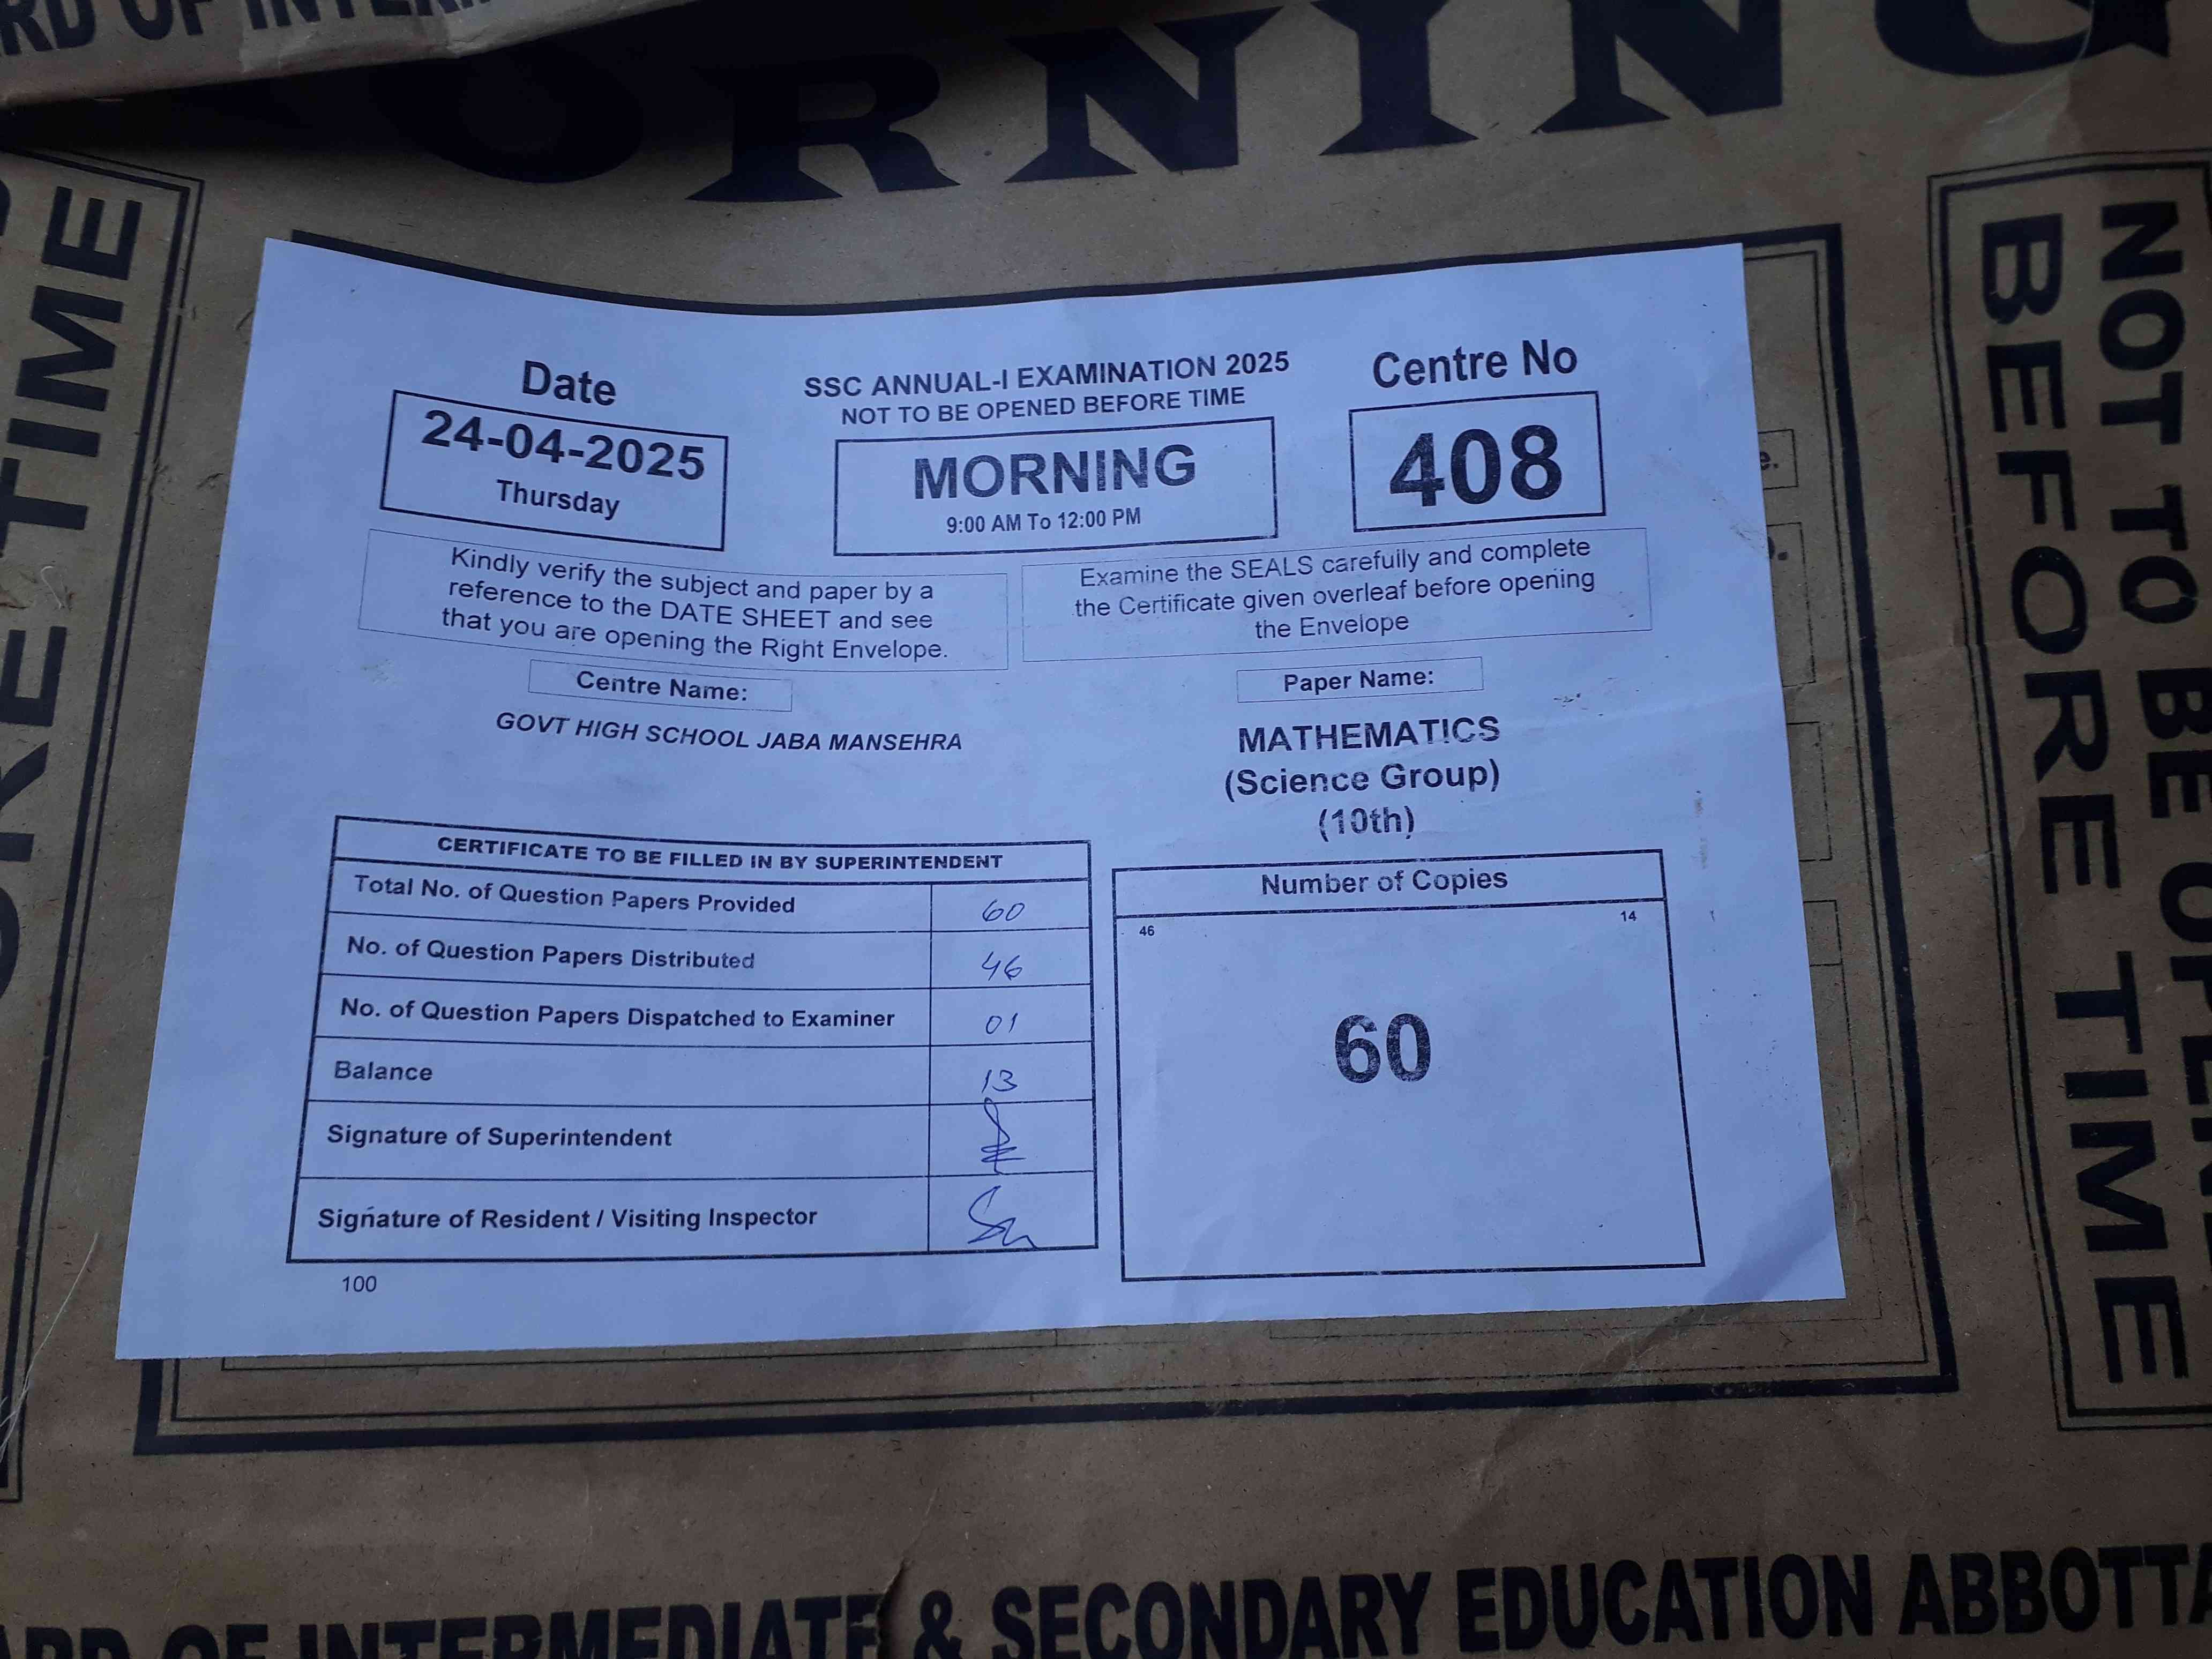 RD OF INTERM
ORNING
TIME
NOT TO BE OPEN
BEFORE TIME
Date
24-04-2025
Thursday
SSC ANNUAL-I EXAMINATION 2025
NOT TO BE OPENED BEFORE TIME
MORNING
9:00 AM To 12:00 PM
Centre No
408
Kindly verify the subject and paper by a
reference to the DATE SHEET and see
that you are opening the Right Envelope.
Examine the SEALS carefully and complete
the Certificate given overleaf before opening
the Envelope
Centre Name:
GOVT HIGH SCHOOL JABA MANSEHRA
Paper Name:
MATHEMATICS
(Science Group)
(10th)
CERTIFICATE TO BE FILLED IN BY SUPERINTENDENT
Total No. of Question Papers Provided 60
No. of Question Papers Distributed 46
No. of Question Papers Dispatched to Examiner 01
Balance 13
Signature of Superintendent
Signature of Resident / Visiting Inspector
100
Number of Copies
46 14
60
ARD OF INTERMEDIATE & SECONDARY EDUCATION ABBOTTA